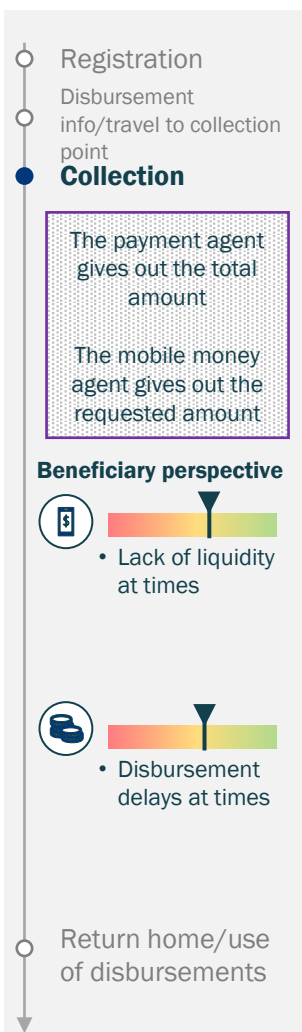 Registration
Disbursement
info/travel to collection
point
Collection
The payment agent
gives out the total
amount
The mobile money
agent gives out the
requested amount
Beneficiary perspective
$
• Lack of liquidity
at times
• Disbursement
delays at times
Return home/use
of disbursements